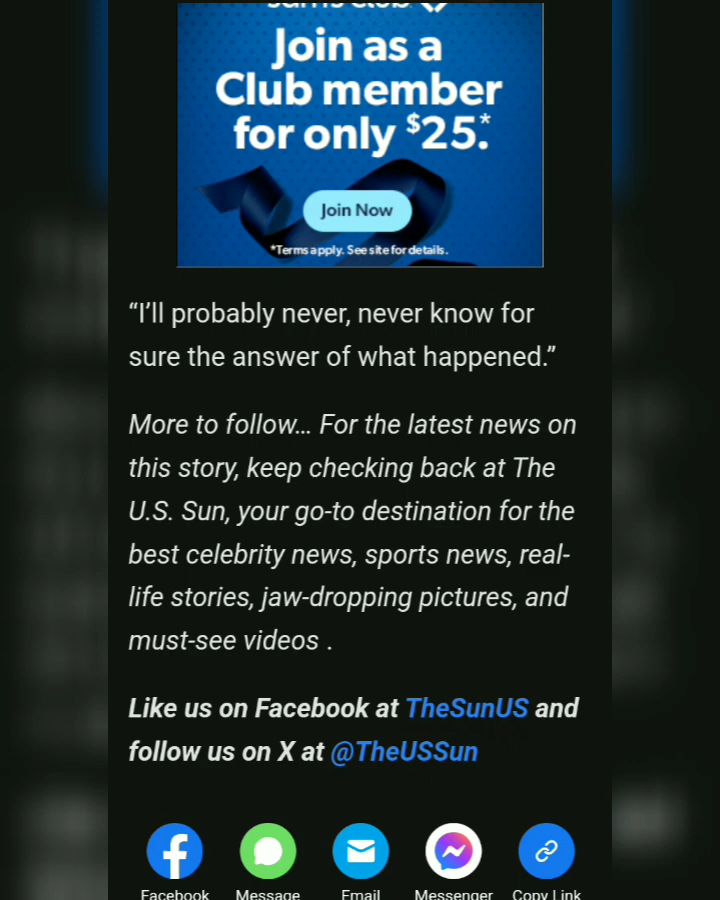 Join as a
Club member
for only $25.*
Join Now
*Terms apply. See site for details.
“I’ll probably never, never know for
sure the answer of what happened.”
More to follow... For the latest news on
this story, keep checking back at The
U.S. Sun, your go-to destination for the
best celebrity news, sports news, real-
life stories, jaw-dropping pictures, and
must-see videos .
Like us on Facebook at TheSunUS and
follow us on X at @TheUSSun
Facebook Message Email Messenger Copy Link